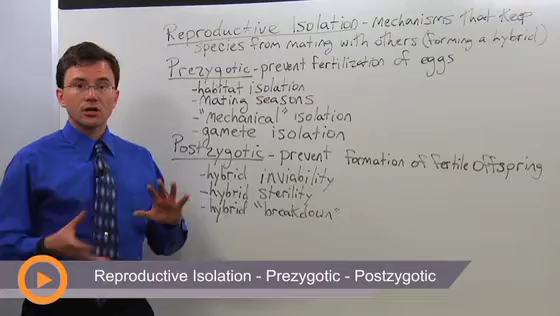 Reproductive Isolation - Mechanisms that keep
species from mating with others (forming a hybrid)
Prezygotic - prevent fertilization of eggs
-habitat isolation
-Mating seasons
-"mechanical" isolation
-gamete isolation
Postzygotic - prevent formation of fertile offspring
-hybrid inviability
-hybrid sterility
-hybrid "breakdown"
Reproductive Isolation - Prezygotic - Postzygotic